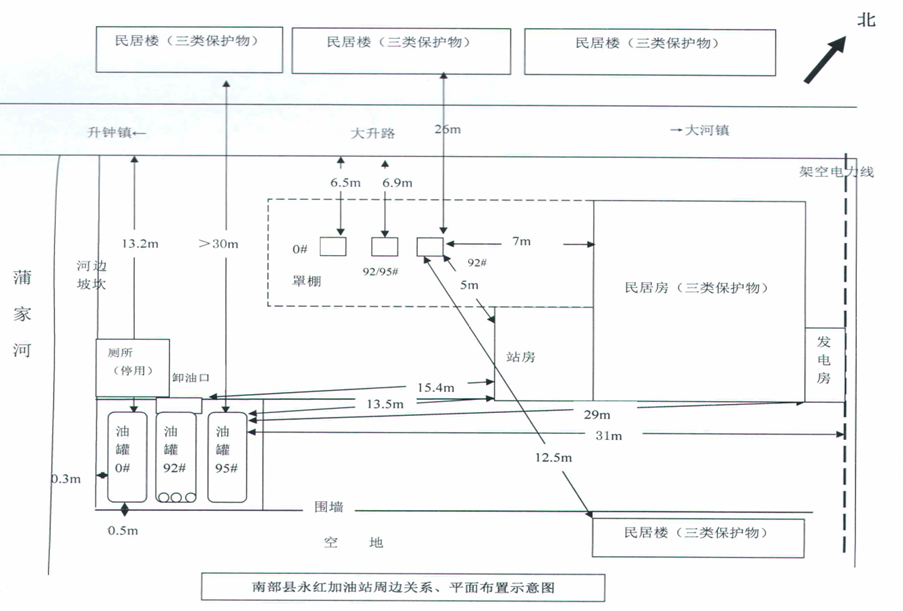 北
民居楼（三类保护物）
民居楼（三类保护物）
民居楼（三类保护物）
升钟镇←
大升路
→大河镇
26m
架空电力线
6.5m
6.9m
13.2m
＞30m
0#
92/95#
92#
7m
5m
罩棚
河边
坡坎
蒲
家
河
民居房（三类保护物）
站房
发
电
房
厕所
（停用）
卸油口
15.4m
13.5m
29m
31m
12.5m
油
罐
0#
油
罐
92#
油
罐
95#
0.3m
0.5m
围墙
空 地
民居楼（三类保护物）
南部县永红加油站周边关系、平面布置示意图